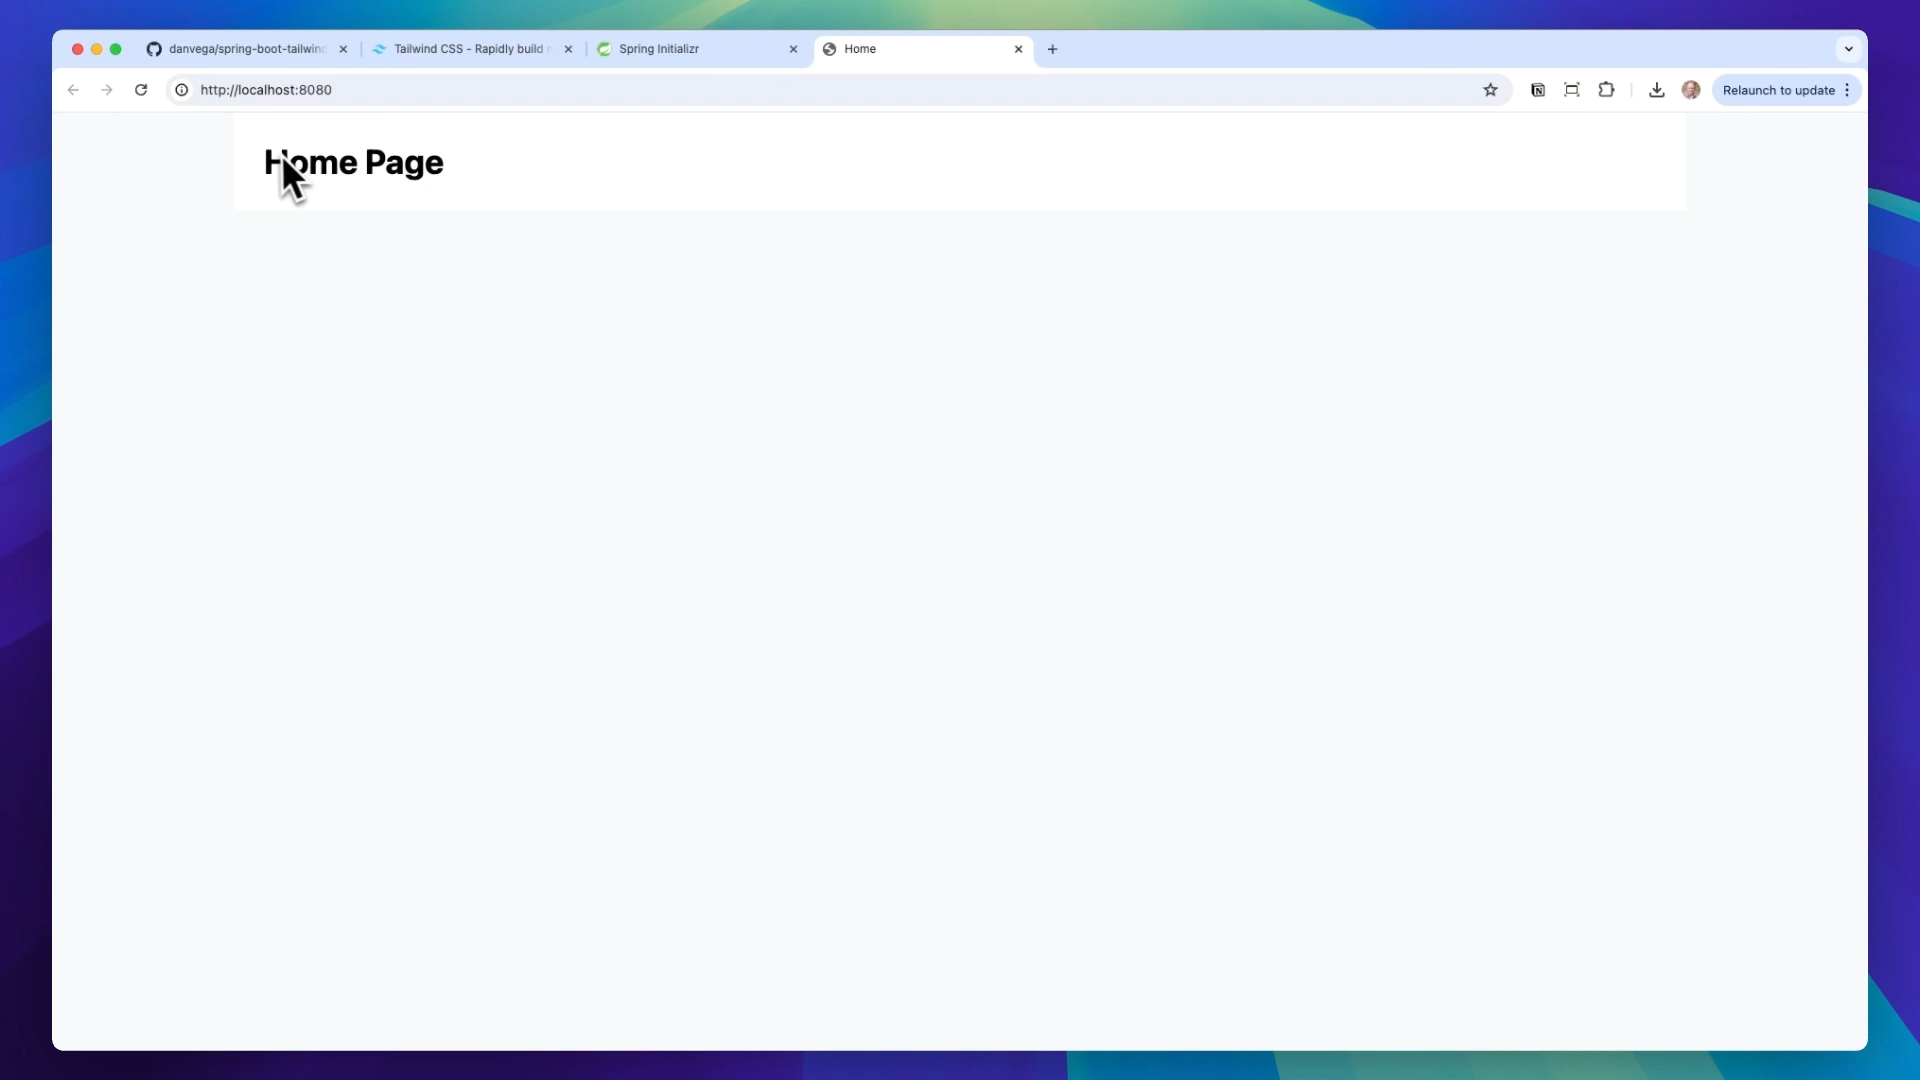 danvega/spring-boot-tailwind
Tailwind CSS - Rapidly build
Spring Initializr
Home
http://localhost:8080
Relaunch to update
Home Page